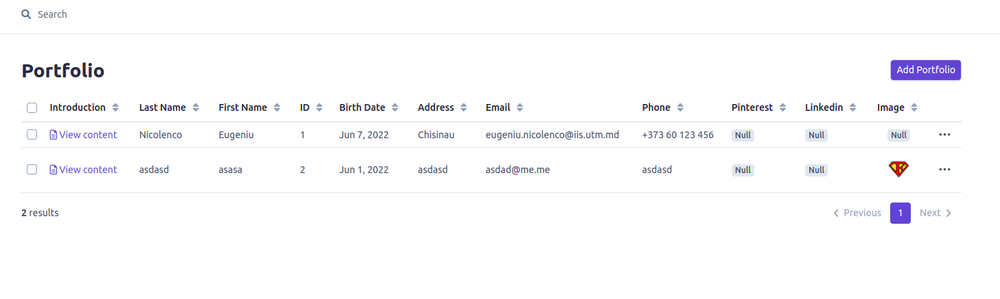 Search
Portfolio
Add Portfolio
Introduction Last Name First Name ID Birth Date Address Email Phone Pinterest Linkedin Image
View content Nicolenco Eugeniu 1 Jun 7, 2022 Chisinau eugeniu.nicolenco@iis.utm.md +373 60 123 456 Null Null Null ...
View content asdasd asasa 2 Jun 1, 2022 asdasd asdad@me.me asdasd Null Null F ...
2 results
Previous 1 Next